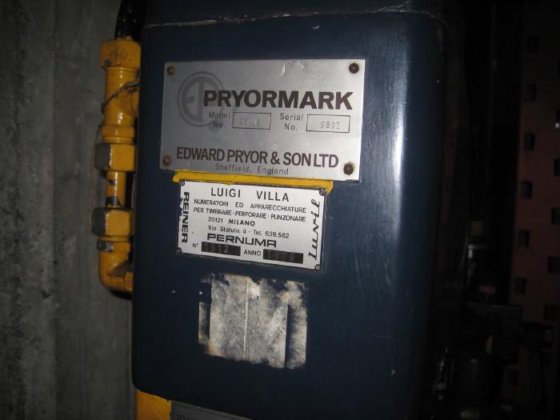 PRYORMARK
Model Serial
No. No. 9992
EDWARD PRYOR & SON LTD
Sheffield, England
LUIGI VILLA
NUMERATORI ED APPARECCHIATURE
PER TIMBRARE·PERFORARE·PUNZONARE
20121 MILANO
Via Statuto, 4 - Tel. 639.562
PERNUMA
N° ANNO
REINER
Luvil